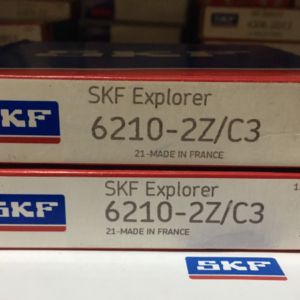 SKF
SKF Explorer
6210-2Z/C3
21-MADE IN FRANCE
SKF
SKF Explorer
6210-2Z/C3
21-MADE IN FRANCE
SKF